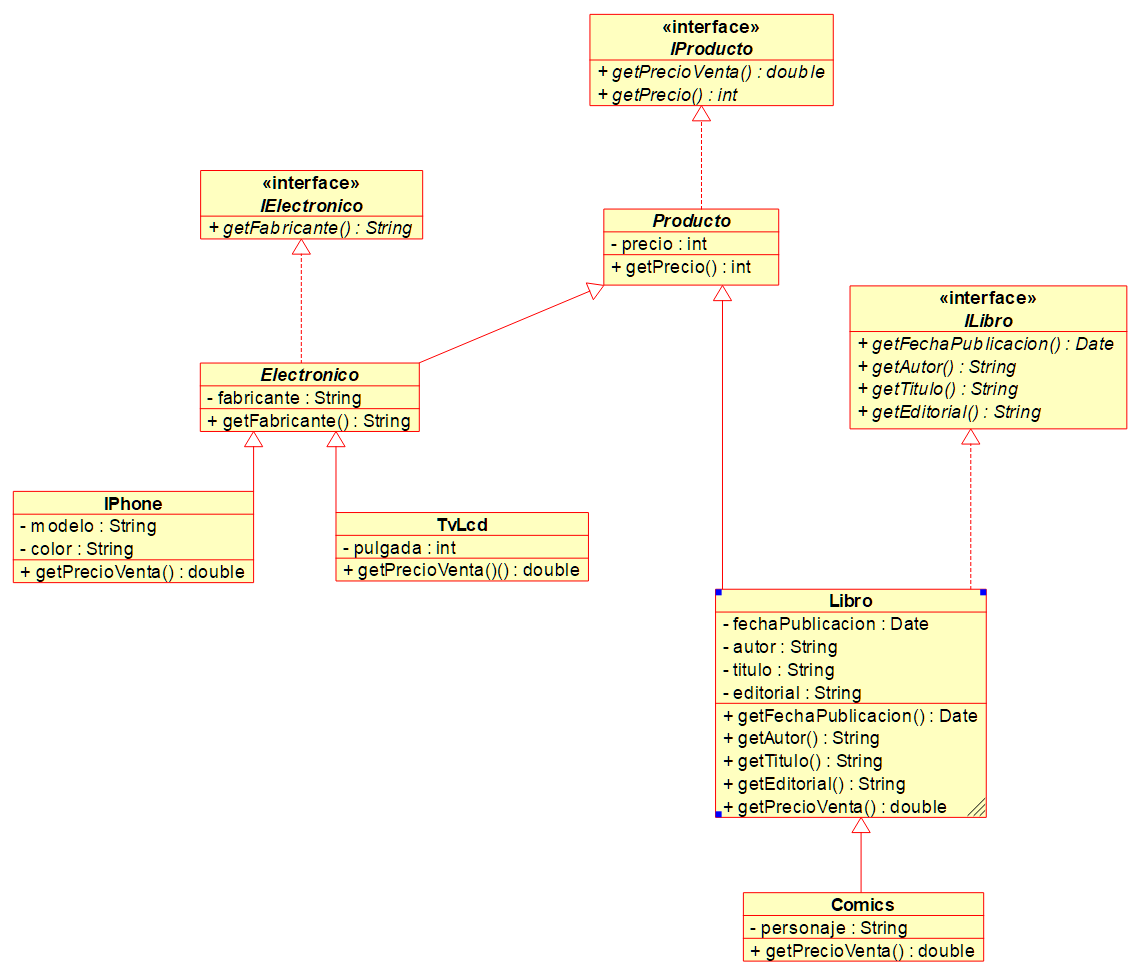 «interface»
IProducto
+ getPrecioVenta() : double
+ getPrecio() : int
«interface»
IElectronico
+ getFabricante() : String
Producto
- precio : int
+ getPrecio() : int
«interface»
ILibro
+ getFechaPublicacion() : Date
+ getAutor() : String
+ getTitulo() : String
+ getEditorial() : String
Electronico
- fabricante : String
+ getFabricante() : String
IPhone
- modelo : String
- color : String
+ getPrecioVenta() : double
TvLcd
- pulgada : int
+ getPrecioVenta()() : double
Libro
- fechaPublicacion : Date
- autor : String
- titulo : String
- editorial : String
+ getFechaPublicacion() : Date
+ getAutor() : String
+ getTitulo() : String
+ getEditorial() : String
+ getPrecioVenta() : double
Comics
- personaje : String
+ getPrecioVenta() : double